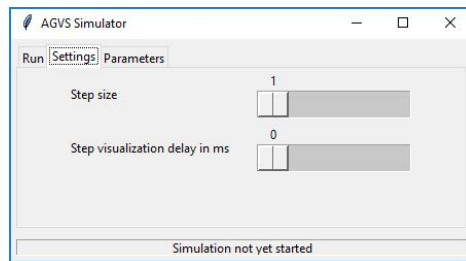 AGVS Simulator
Run Settings Parameters
1
Step size
0
Step visualization delay in ms
Simulation not yet started